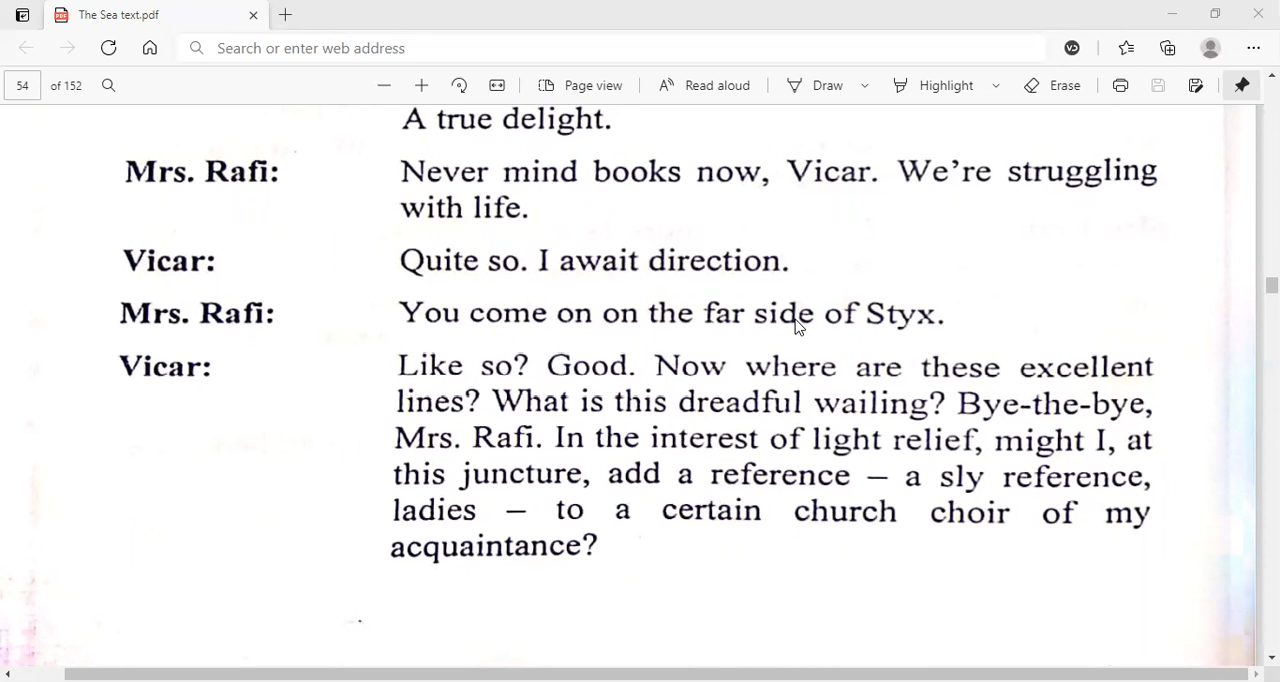 The Sea text.pdf
Search or enter web address
54 of 152 Page view Read aloud Draw Highlight Erase
A true delight.
Mrs. Rafi: Never mind books now, Vicar. We're struggling
with life.
Vicar: Quite so. I await direction.
Mrs. Rafi: You come on on the far side of Styx.
Vicar: Like so? Good. Now where are these excellent
lines? What is this dreadful wailing? Bye-the-bye,
Mrs. Rafi. In the interest of light relief, might I, at
this juncture, add a reference – a sly reference,
ladies – to a certain church choir of my
acquaintance?